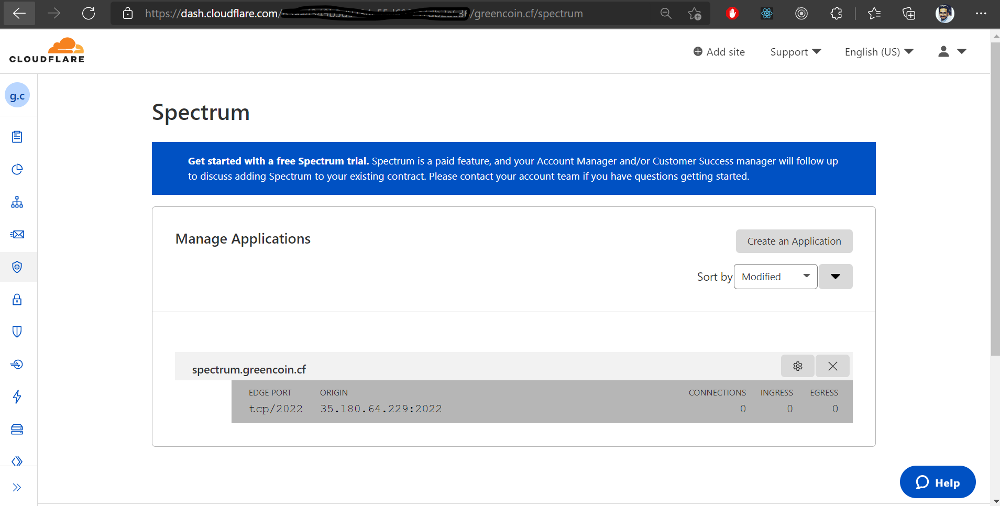 https://dash.cloudflare.com/ /greencoin.cf/spectrum
CLOUDFLARE
Add site
Support
English (US)
g.c
Spectrum
Get started with a free Spectrum trial. Spectrum is a paid feature, and your Account Manager and/or Customer Success manager will follow up
to discuss adding Spectrum to your existing contract. Please contact your account team if you have questions getting started.
Manage Applications
Create an Application
Sort by Modified
spectrum.greencoin.cf
EDGE PORT ORIGIN CONNECTIONS INGRESS EGRESS
tcp/2022 35.180.64.229:2022 0 0 0
Help